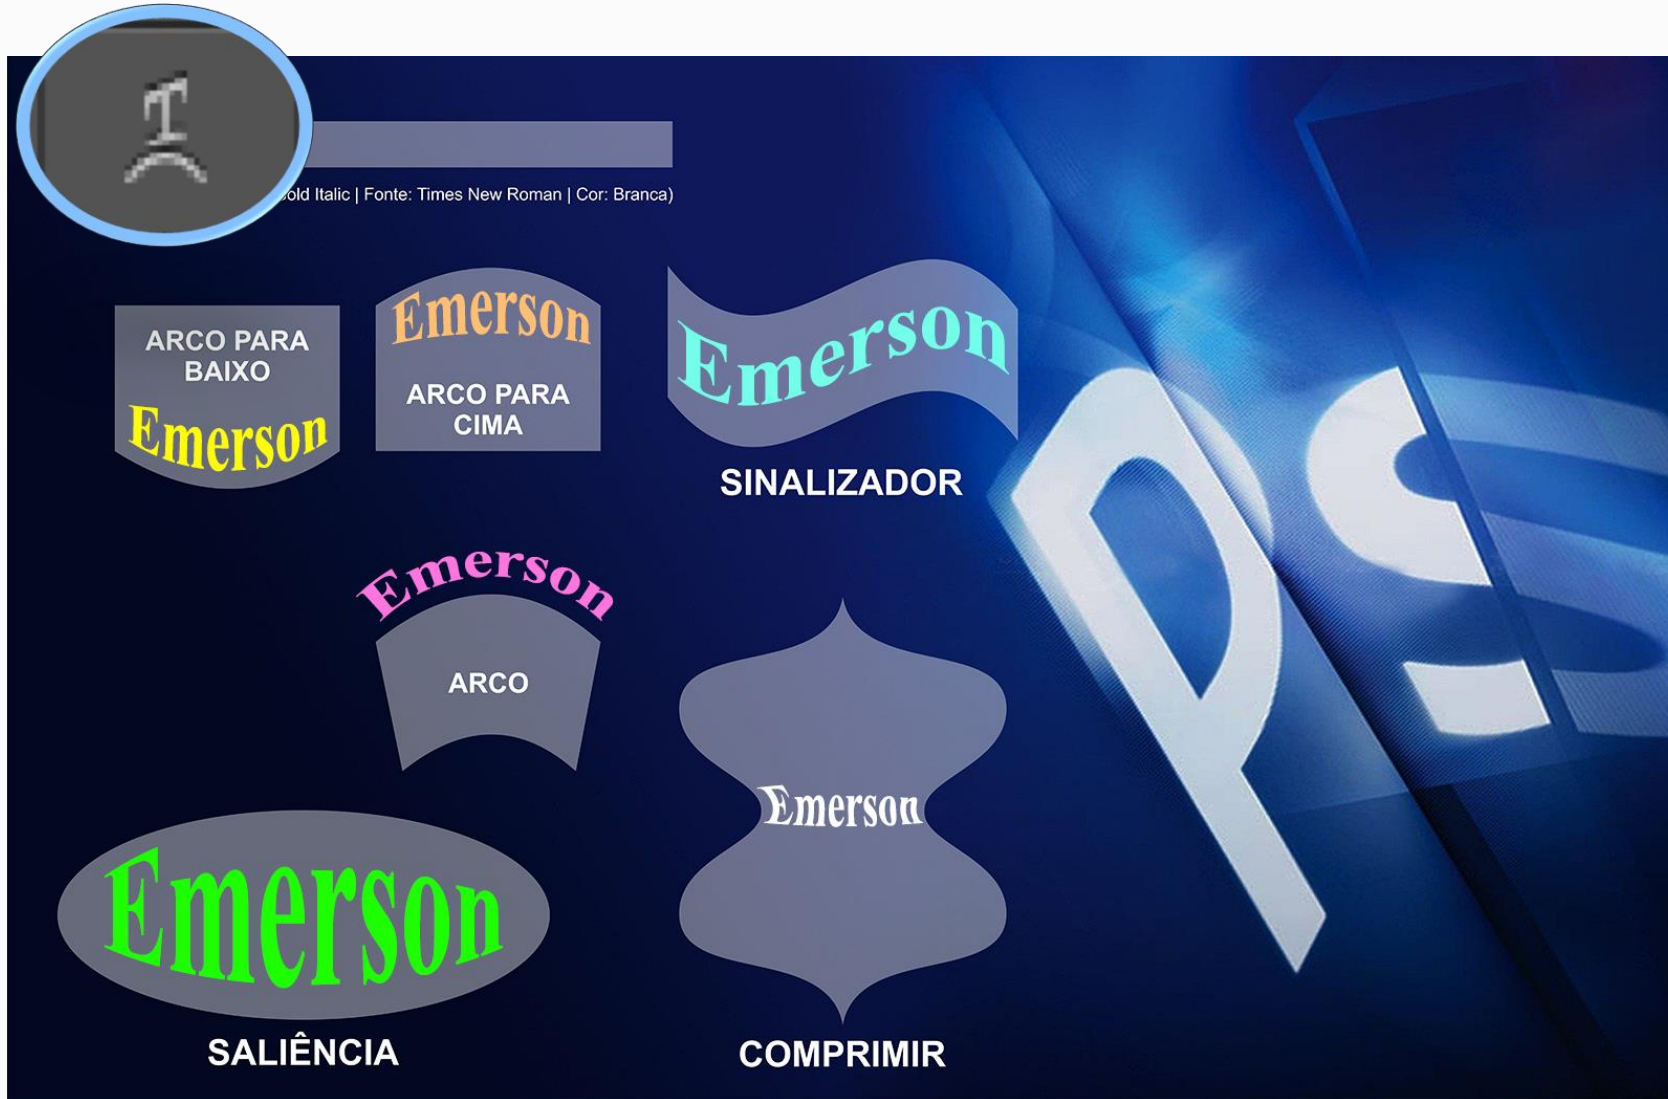 Italic | Fonte: Times New Roman | Cor: Branca)
ARCO PARA
BAIXO
Emerson
Emerson
ARCO PARA
CIMA
Emerson
SINALIZADOR
Emerson
ARCO
Emerson
COMPRIMIR
Emerson
SALIÊNCIA
Ps